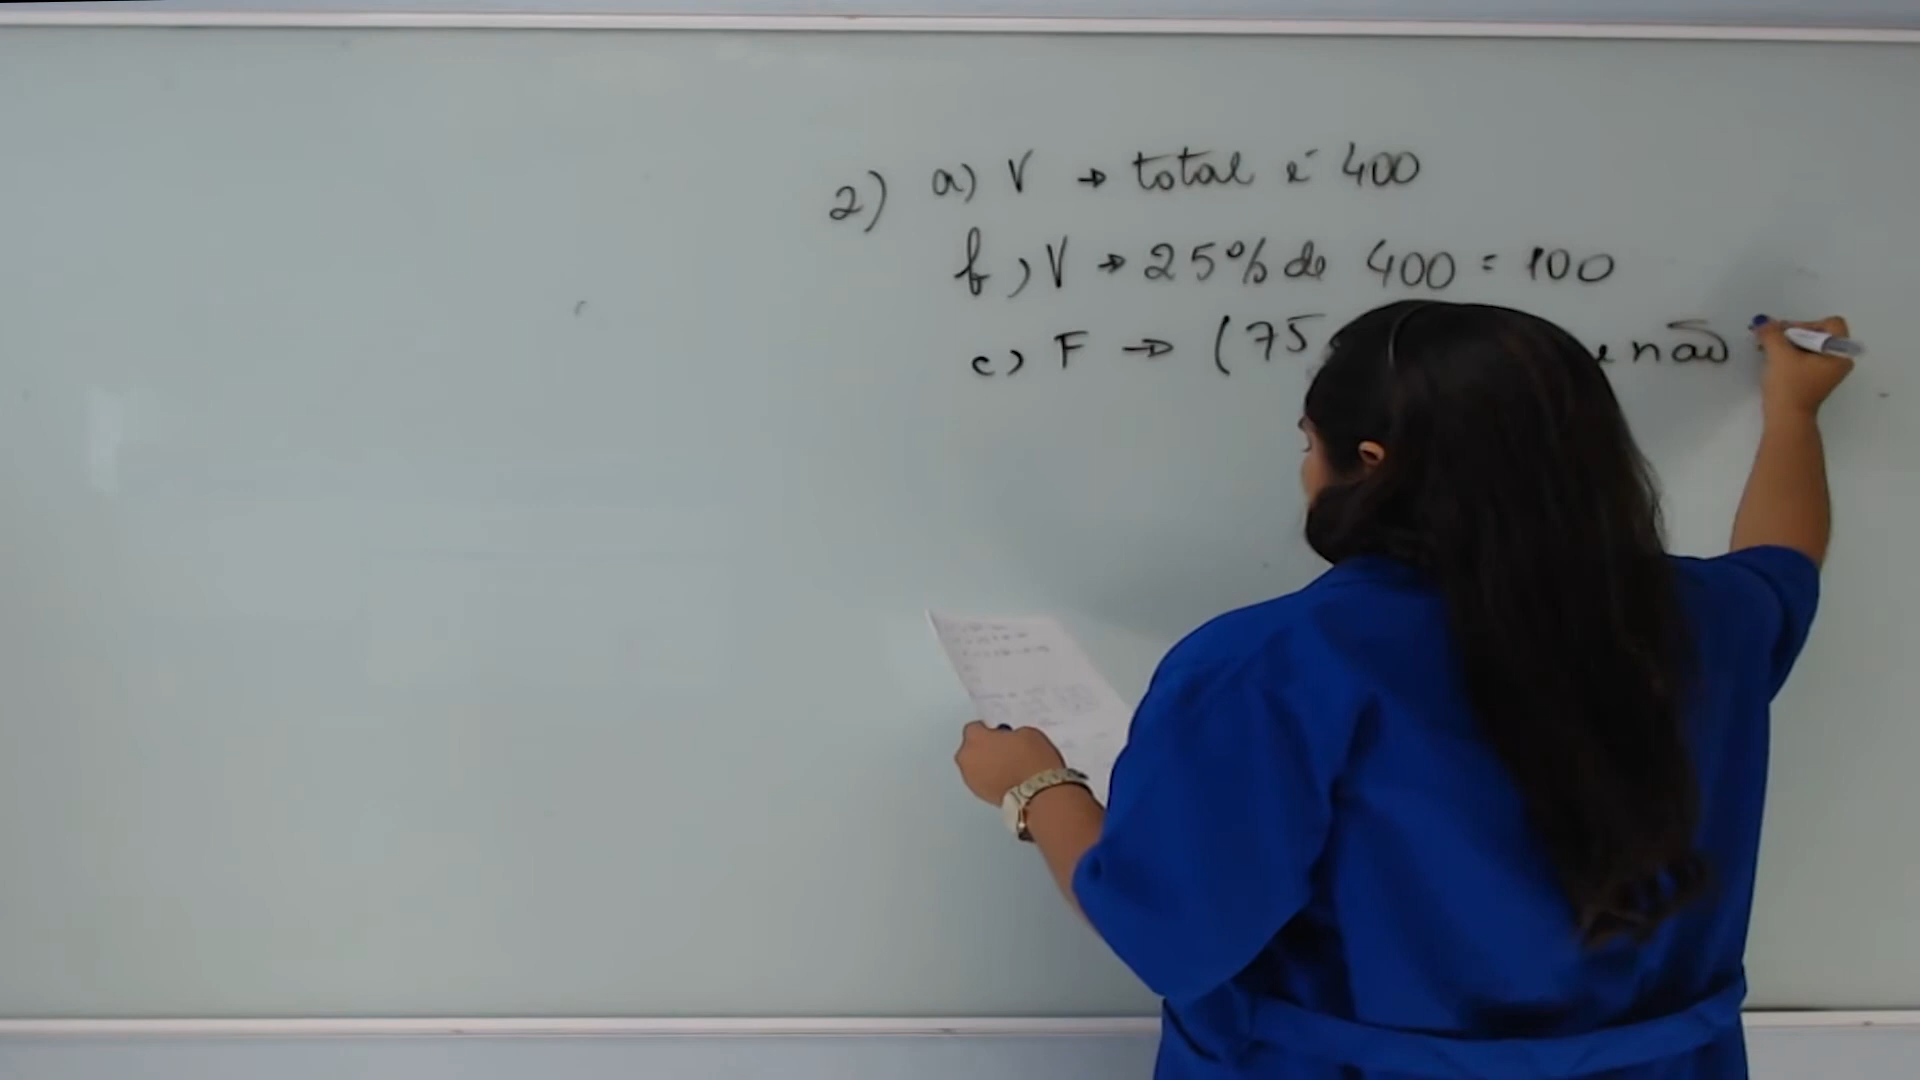 2) a) V → total é 400
b) V → 25% de 400 = 100
c) F → (75 e não